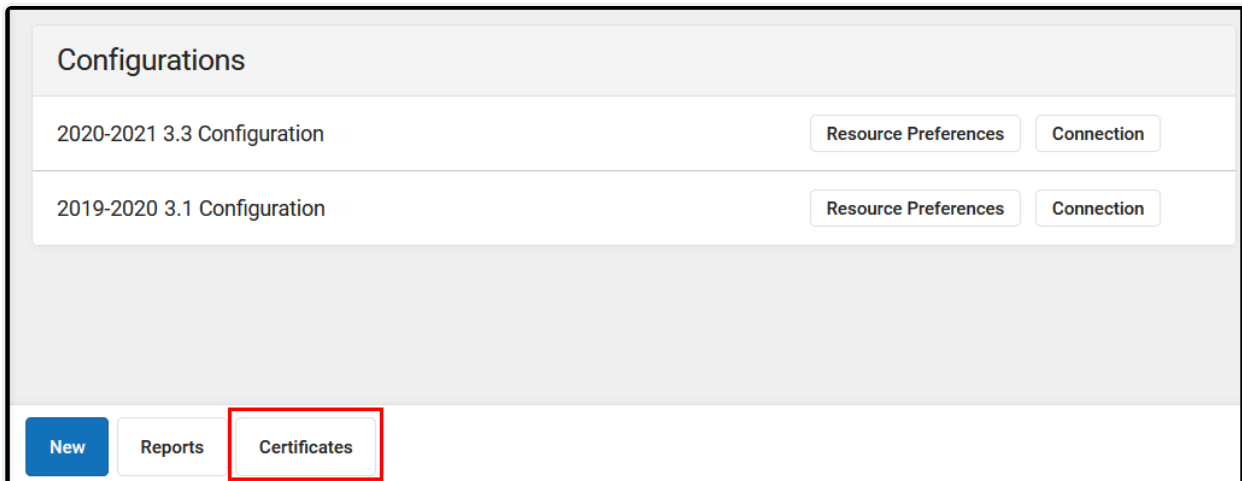 Configurations
2020-2021 3.3 Configuration Resource Preferences Connection
2019-2020 3.1 Configuration Resource Preferences Connection
New Reports Certificates